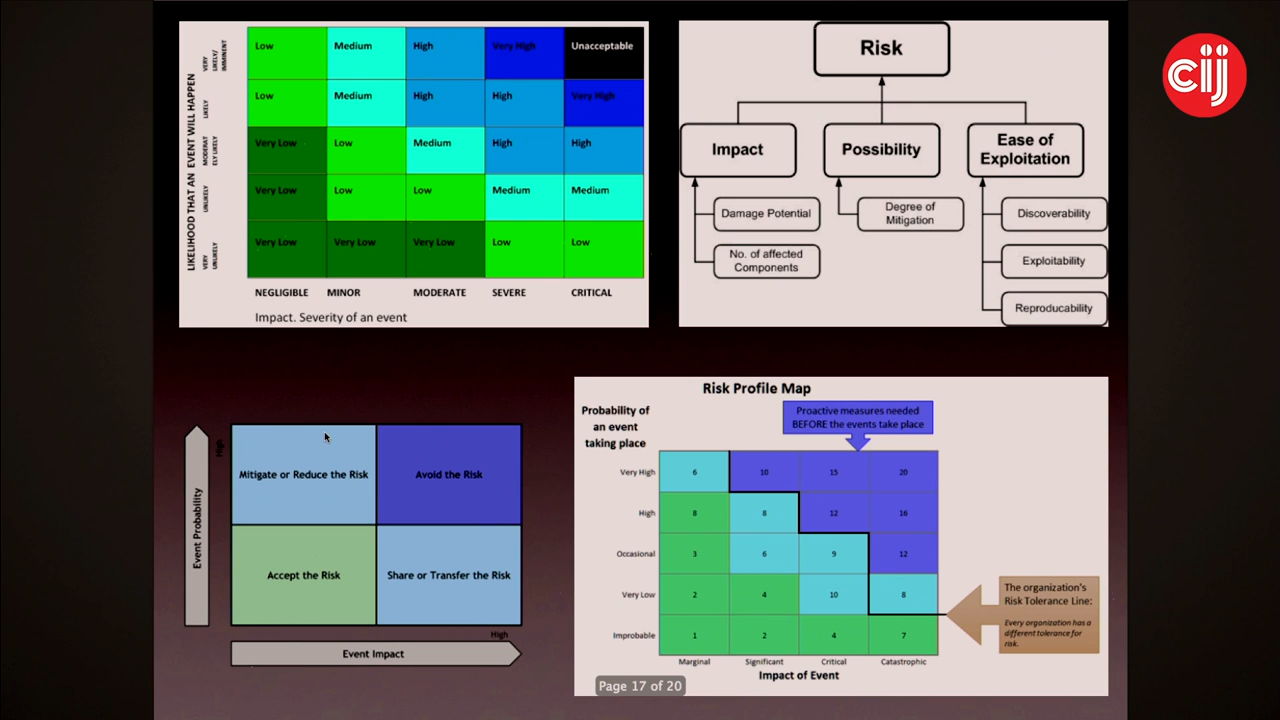 cij
LIKELIHOOD THAT AN EVENT WILL HAPPEN
VERY
LIKELY/
IMMINENT
Low
Medium
High
Very High
Unacceptable
LIKELY
Low
Medium
High
High
Very High
MODERAT
ELY LIKELY
Very Low
Low
Medium
High
High
UNLIKELY
Very Low
Low
Low
Medium
Medium
VERY
UNLIKELY
Very Low
Very Low
Very Low
Low
Low
NEGLIGIBLE
MINOR
MODERATE
SEVERE
CRITICAL
Impact. Severity of an event
Risk
Impact
Possibility
Ease of
Exploitation
Damage Potential
No. of affected
Components
Degree of
Mitigation
Discoverability
Exploitability
Reproducability
High
Event Probability
Mitigate or Reduce the Risk
Avoid the Risk
Accept the Risk
Share or Transfer the Risk
High
Event Impact
Risk Profile Map
Probability of
an event
taking place
Proactive measures needed
BEFORE the events take place
Very High
6
10
15
20
High
8
8
12
16
Occasional
3
6
9
12
Very Low
2
4
10
8
Improbable
1
2
4
7
Marginal
Significant
Critical
Catastrophic
Impact of Event
The organization's
Risk Tolerance Line:
Every organization has a
different tolerance for
risk.
Page 17 of 20